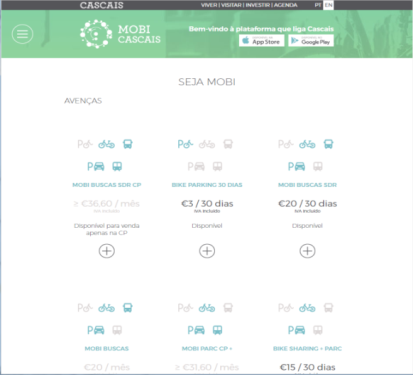 CASCAIS
VIVER | VISITAR | INVESTIR | AGENDA PT EN
MOBI
CASCAIS
Bem-vindo à plataforma que liga Cascais
App Store
Google Play
SEJA MOBI
AVENÇAS
MOBI BUSCAS SDR CP
≥ €36,60 / mês
IVA incluído
Disponível para venda
apenas na CP
BIKE PARKING 30 DIAS
€3 / 30 dias
IVA incluído
Disponível
MOBI BUSCAS SDR
€20 / 30 dias
IVA incluído
Disponível
MOBI BUSCAS
€20 / mês
MOBI PARC CP +
≥ €31,60 / mês
BIKE SHARING + PARC
€15 / 30 dias